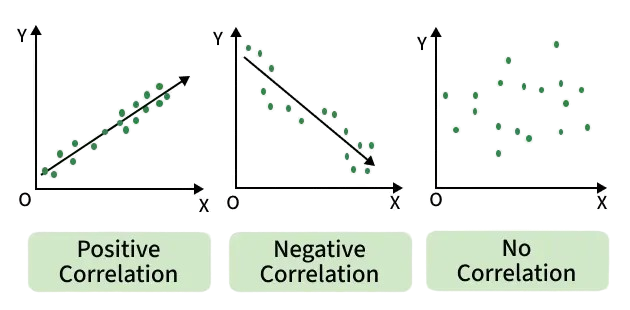 Y
O
X
Positive
Correlation
Y
O
X
Negative
Correlation
Y
O
X
No
Correlation